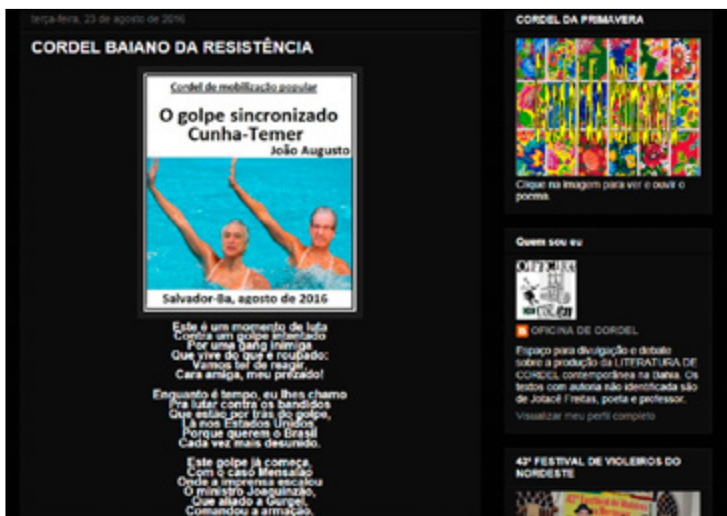 terça-feira, 23 de agosto de 2016
CORDEL BAIANO DA RESISTÊNCIA
Cordel de mobilização popular
O golpe sincronizado
Cunha-Temer
João Augusto
Salvador-Ba, agosto de 2016
Este é um momento de luta
Contra um golpe intentado
Por uma gang inimiga
Que vive do que é roubado:
Vamos ter de reagir,
Cara amiga, meu prezado!
Enquanto é tempo, eu lhes chamo
Pra lutar contra os bandidos
Que estão por trás do golpe,
Lá nos Estados Unidos,
Porque querem o Brasil
Cada vez mais desunido.
Este golpe já começa,
Com o caso Mensalão
Onde a imprensa escalou
O ministro Joaquinzão,
Que aliado a Gurgel,
Comandou a armação,
CORDEL DA PRIMAVERA
Clique na imagem para ver e ouvir o
poema.
Quem sou eu
OFICINA DE CORDEL
Espaço para divulgação e debate
sobre a produção da LITERATURA DE
CORDEL contemporânea na Bahia. Os
textos com autoria não identificada são
de Jotacê Freitas, poeta e professor.
Visualizar meu perfil completo
42º FESTIVAL DE VIOLEIROS DO
NORDESTE